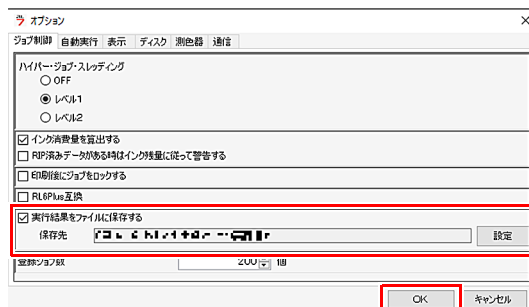 オプション
ジョブ制御 自動実行 表示 ディスク 測色器 通信
ハイパー・ジョブ・スレッディング
OFF
レベル1
レベル2
インク消費量を算出する
RIP済みデータがある時はインク残量に従って警告する
印刷後にジョブをロックする
RL6Plus互換
実行結果をファイルに保存する
保存先 設定
登録ジョブ数 200 個
OK キャンセル